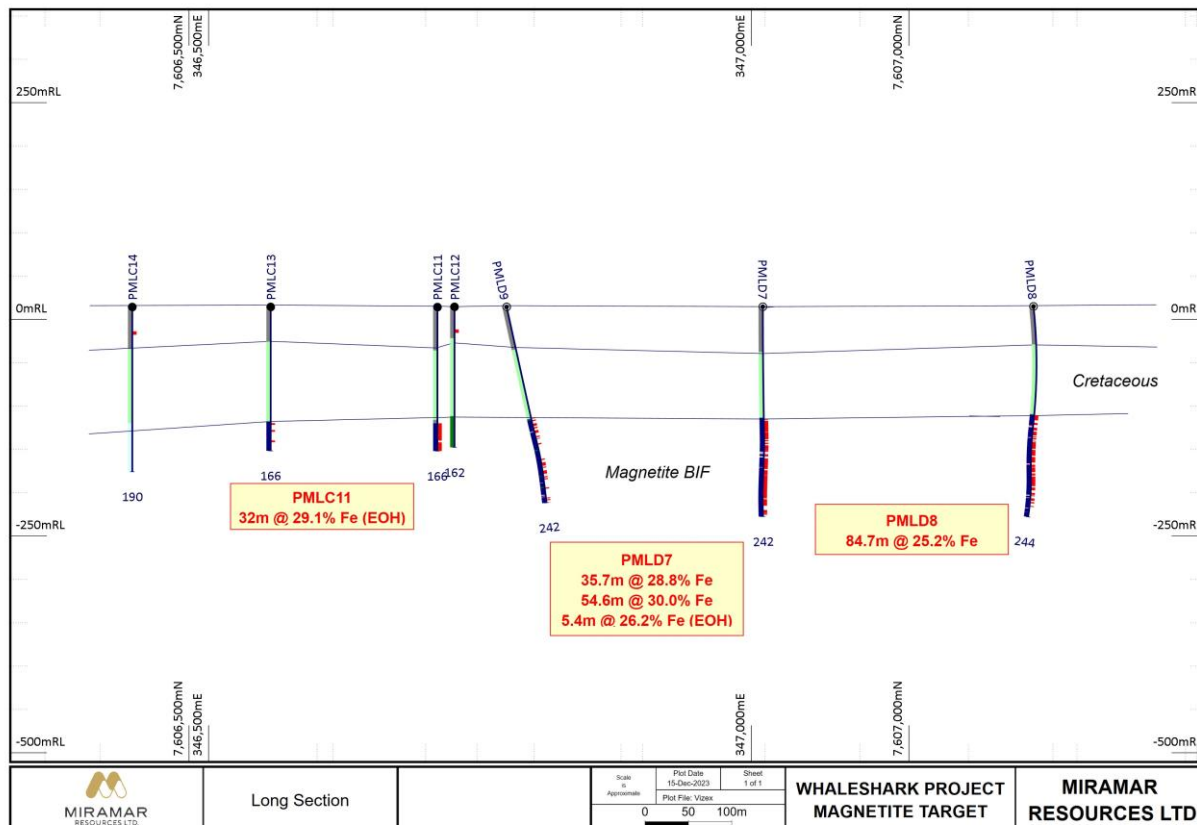 7,606,500mN
346,500mE
347,000mE
7,607,000mN
250mRL
250mR
PMLC14
PMLC13
PMLC11
PMLC12
PMLD9
PMLD7
PMLD8
0mRL
0mR
Cretaceous
Magnetite BIF
190
166
166
162
242
242
244
PMLC11
32m @ 29.1% Fe (EOH)
PMLD7
35.7m @ 28.8% Fe
54.6m @ 30.0% Fe
5.4m @ 26.2% Fe (EOH)
PMLD8
84.7m @ 25.2% Fe
-250mRL
-250mR
7,606,500mN
346,500mE
347,000mE
7,607,000mN
-500mRL
-500mR
MIRAMAR
RESOURCES LTD.
Long Section
Scale
is
Approximate
Plot Date
15-Dec-2023
Sheet
1 of 1
Plot File: Vizex
0 50 100m
WHALESHARK PROJECT
MAGNETITE TARGET
MIRAMAR
RESOURCES LTD